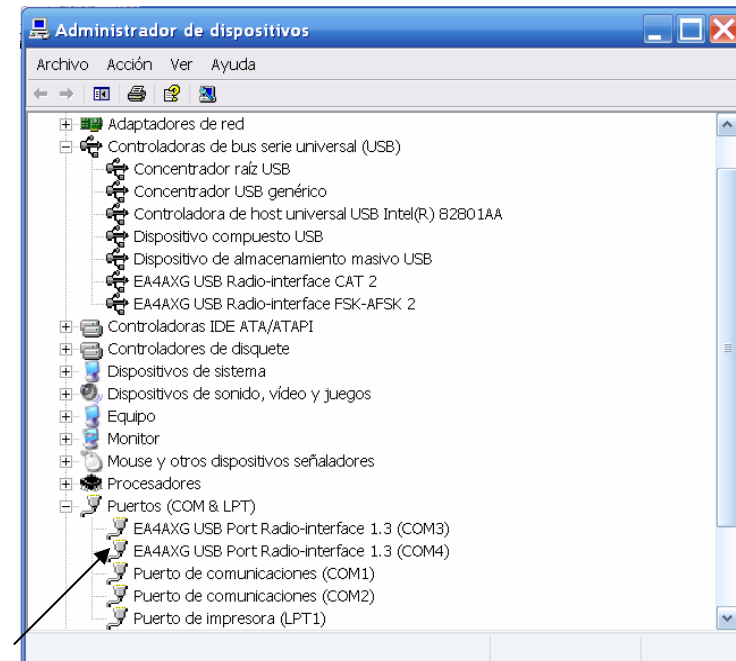 Administrador de dispositivos
Archivo Acción Ver Ayuda
Adaptadores de red
Controladoras de bus serie universal (USB)
Concentrador raíz USB
Concentrador USB genérico
Controladora de host universal USB Intel(R) 82801AA
Dispositivo compuesto USB
Dispositivo de almacenamiento masivo USB
EA4AXG USB Radio-interface CAT 2
EA4AXG USB Radio-interface FSK-AFSK 2
Controladoras IDE ATA/ATAPI
Controladores de disquete
Dispositivos de sistema
Dispositivos de sonido, vídeo y juegos
Equipo
Monitor
Mouse y otros dispositivos señaladores
Procesadores
Puertos (COM & LPT)
EA4AXG USB Port Radio-interface 1.3 (COM3)
EA4AXG USB Port Radio-interface 1.3 (COM4)
Puerto de comunicaciones (COM1)
Puerto de comunicaciones (COM2)
Puerto de impresora (LPT1)